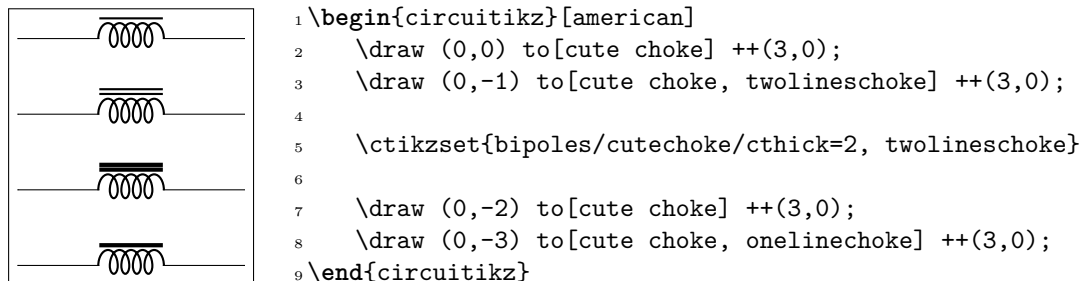 1 \begin{circuitikz}[american]
2     \draw (0,0) to[cute choke] ++(3,0);
3     \draw (0,-1) to[cute choke, twolineschoke] ++(3,0);
4
5     \ctikzset{bipoles/cutechoke/cthick=2, twolineschoke}
6
7     \draw (0,-2) to[cute choke] ++(3,0);
8     \draw (0,-3) to[cute choke, onelinechoke] ++(3,0);
9 \end{circuitikz}